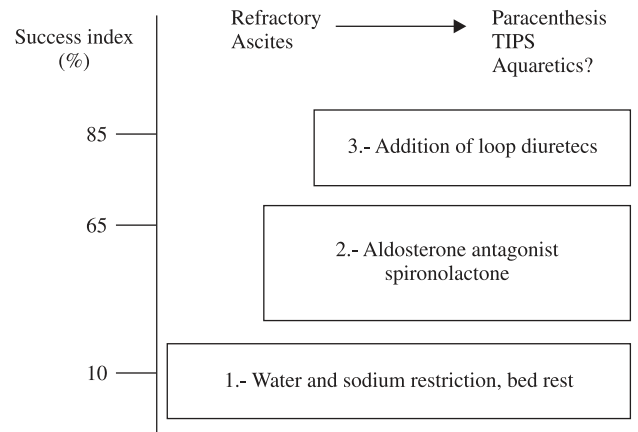 Success index
(%)
Refractory
Ascites
Paracenthesis
TIPS
Aquaretics?
85
3.- Addition of loop diuretecs
65
2.- Aldosterone antagonist
spironolactone
10
1.- Water and sodium restriction, bed rest